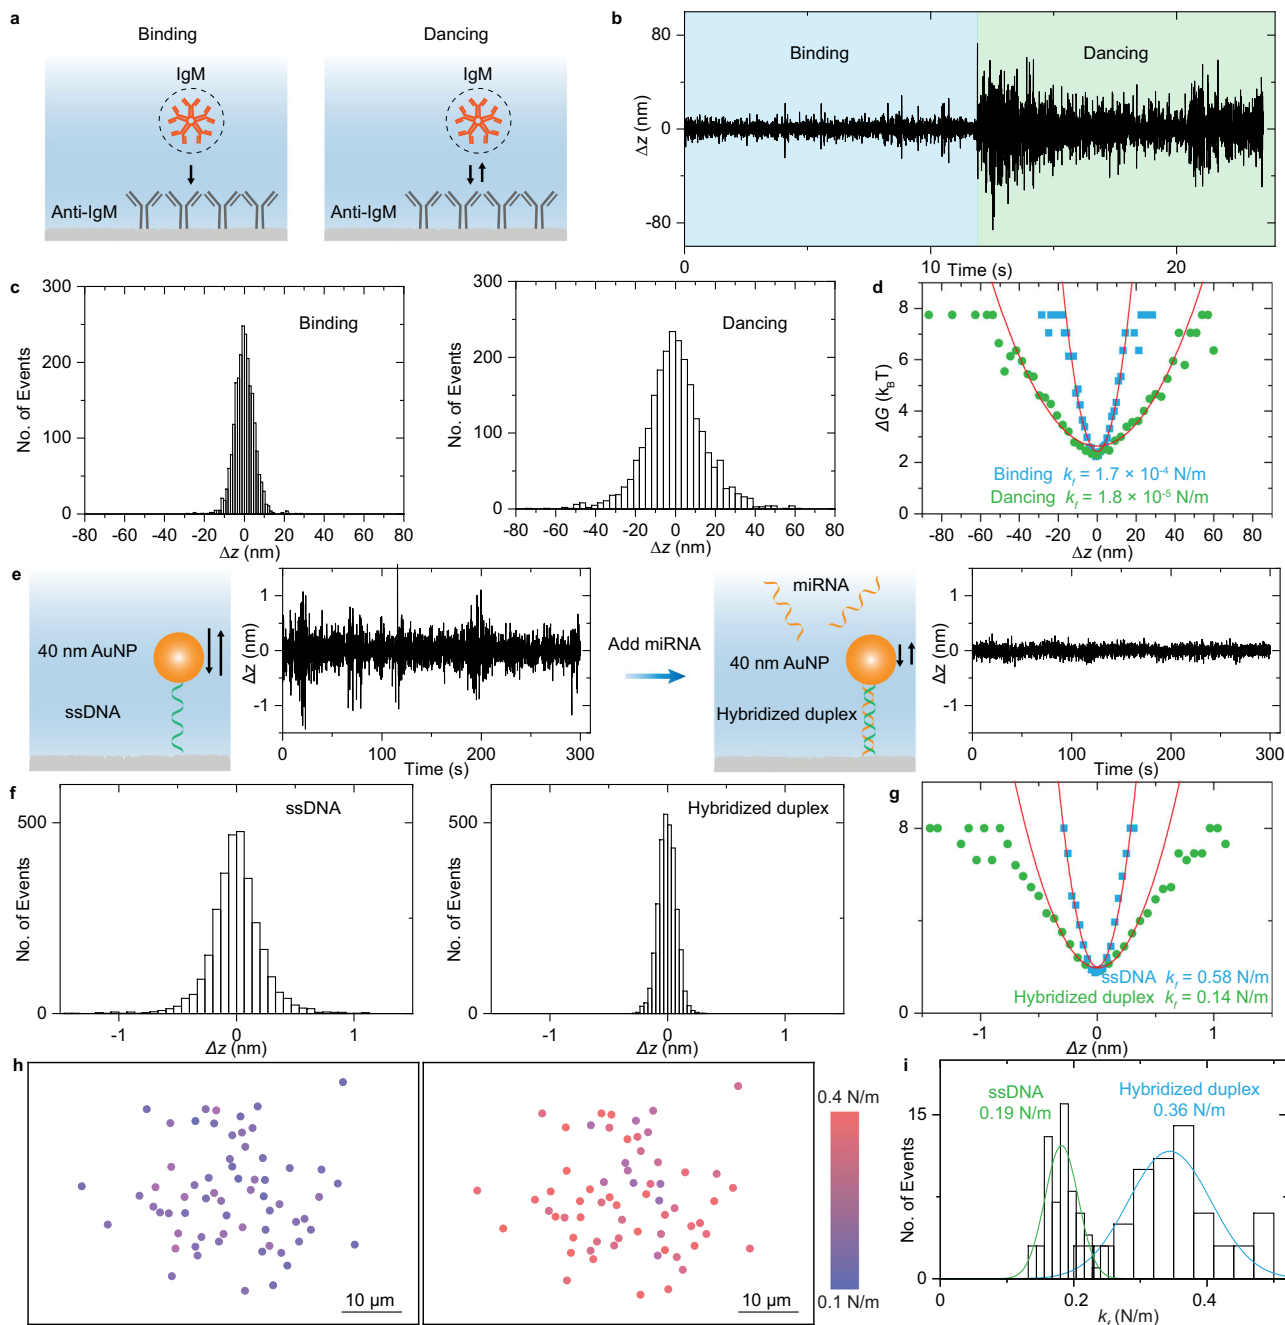 a
Binding
Dancing
IgM
IgM
Anti-IgM
Anti-IgM
b
Binding
Dancing
80
0
-80
Δz (nm)
0
10
20
Time (s)
c
Binding
300
200
100
0
No. of Events
-80 -60 -40 -20 0 20 40 60 80
Δz (nm)
Dancing
300
200
100
0
No. of Events
-80 -60 -40 -20 0 20 40 60 80
Δz (nm)
d
8
6
4
2
0
ΔG (kBT)
Binding kf = 1.7 × 10-4 N/m
Dancing kf = 1.8 × 10-5 N/m
-80 -60 -40 -20 0 20 40 60 80
Δz (nm)
e
40 nm AuNP
ssDNA
1
0
-1
Δz (nm)
0 100 200 300
Time (s)
Add miRNA
miRNA
40 nm AuNP
Hybridized duplex
1
0
-1
Δz (nm)
0 100 200 300
Time (s)
f
ssDNA
500
0
No. of Events
-1 0 1
Δz (nm)
Hybridized duplex
500
0
No. of Events
-1 0 1
Δz (nm)
g
8
4
0
ssDNA kf = 0.58 N/m
Hybridized duplex kf = 0.14 N/m
-1 0 1
Δz (nm)
h
10 µm
10 µm
0.4 N/m
0.1 N/m
i
ssDNA
0.19 N/m
Hybridized duplex
0.36 N/m
15
0
No. of Events
0 0.2 0.4
kf (N/m)